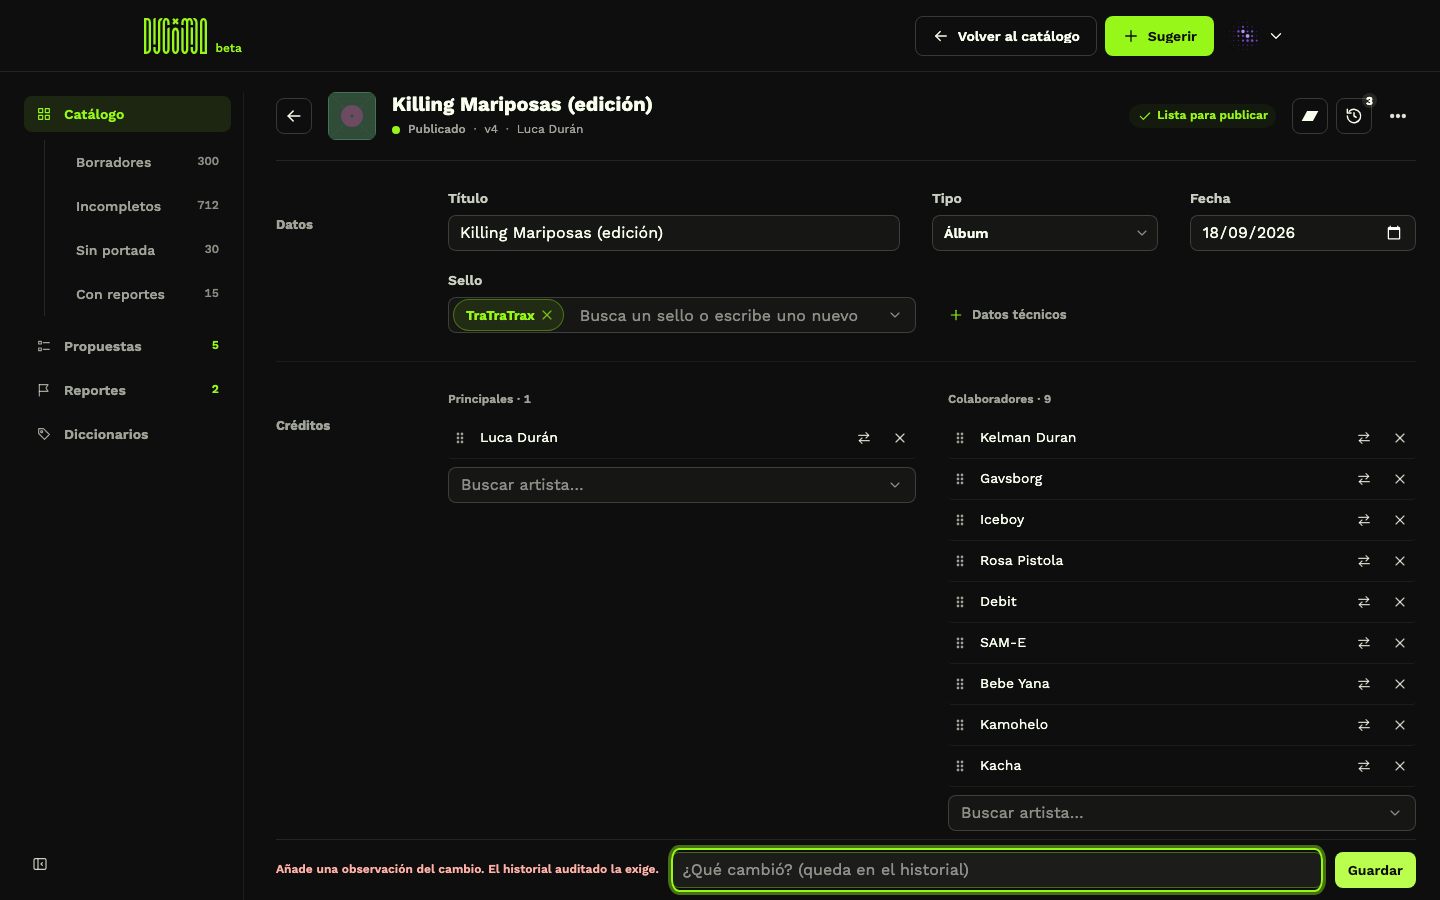 beta
Volver al catálogo
Sugerir
Catálogo
Borradores 300
Incompletos 712
Sin portada 30
Con reportes 15
Propuestas 5
Reportes 2
Diccionarios
Killing Mariposas (edición)
Publicado · v4 · Luca Durán
Lista para publicar
3
Datos
Título
Killing Mariposas (edición)
Tipo
Álbum
Fecha
18/09/2026
Sello
TraTraTrax
Busca un sello o escribe uno nuevo
Datos técnicos
Créditos
Principales · 1
Luca Durán
Buscar artista...
Colaboradores · 9
Kelman Duran
Gavsborg
Iceboy
Rosa Pistola
Debit
SAM-E
Bebe Yana
Kamohelo
Kacha
Buscar artista...
Añade una observación del cambio. El historial auditado la exige.
¿Qué cambió? (queda en el historial)
Guardar